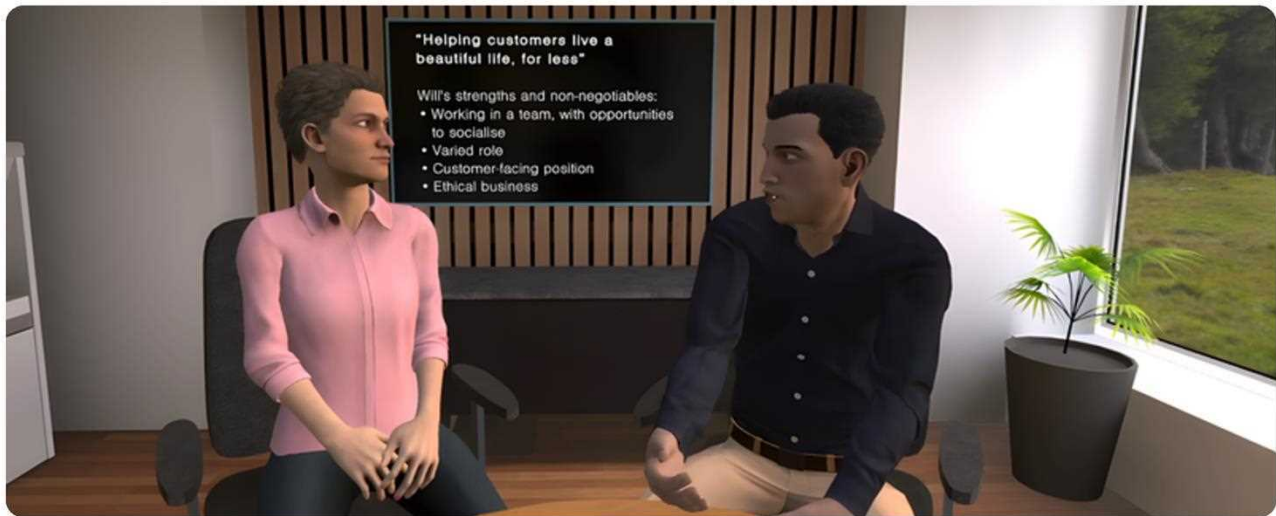 "Helping customers live a
beautiful life, for less"
Will's strengths and non-negotiables:
• Working in a team, with opportunities
to socialise
• Varied role
• Customer-facing position
• Ethical business